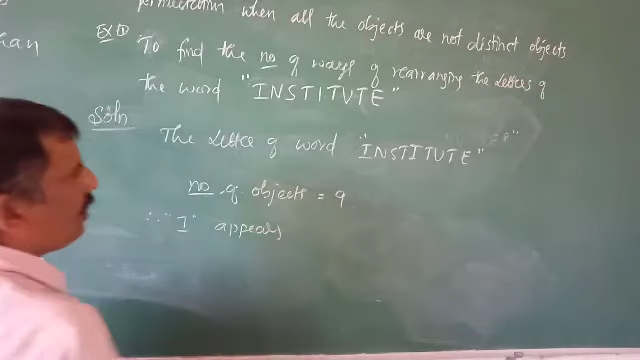 permutation when all the objects are not distinct objects
han
Ex ①
To find the no of ways of rearranging the letters of
the word "INSTITUTE"
Soln
The letter of word "INSTITUTE"
no. of objects = 9
∴ "I" appears